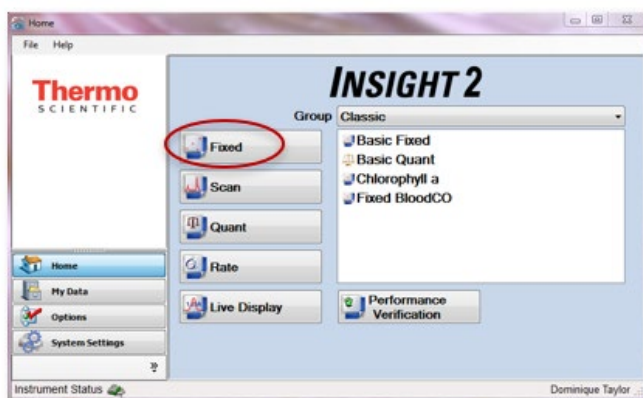 Home
File Help
Thermo
SCIENTIFIC
INSIGHT 2
Group Classic
Fixed
Scan
Quant
Rate
Live Display
Basic Fixed
Basic Quant
Chlorophyll a
Fixed BloodCO
Performance
Verification
Home
My Data
Options
System Settings
Instrument Status
Dominique Taylor